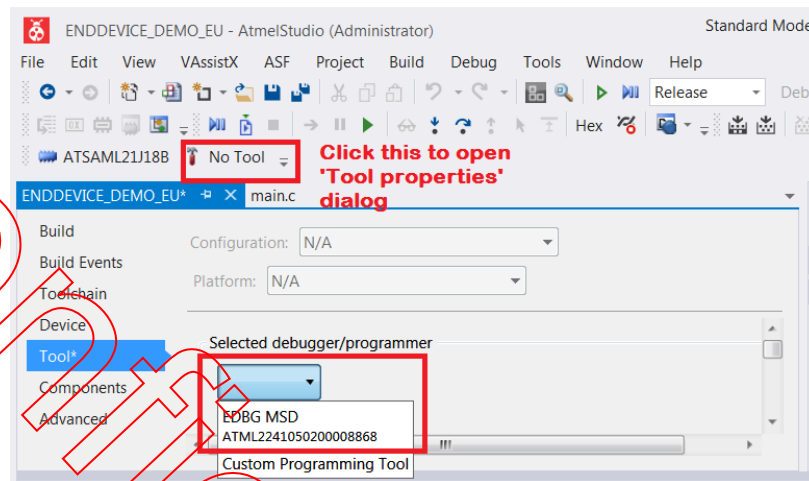 ENDDEVICE_DEMO_EU - AtmelStudio (Administrator)
Standard Mode
File Edit View VAssistX ASF Project Build Debug Tools Window Help
Release Deb
Hex
ATSAML21J18B No Tool
Click this to open
'Tool properties'
dialog
ENDDEVICE_DEMO_EU* main.c
Build
Configuration: N/A
Build Events
Platform: N/A
Toolchain
Device
Selected debugger/programmer
Tool*
Components
Advanced
EDBG MSD
ATML2241050200008868
Custom Programming Tool